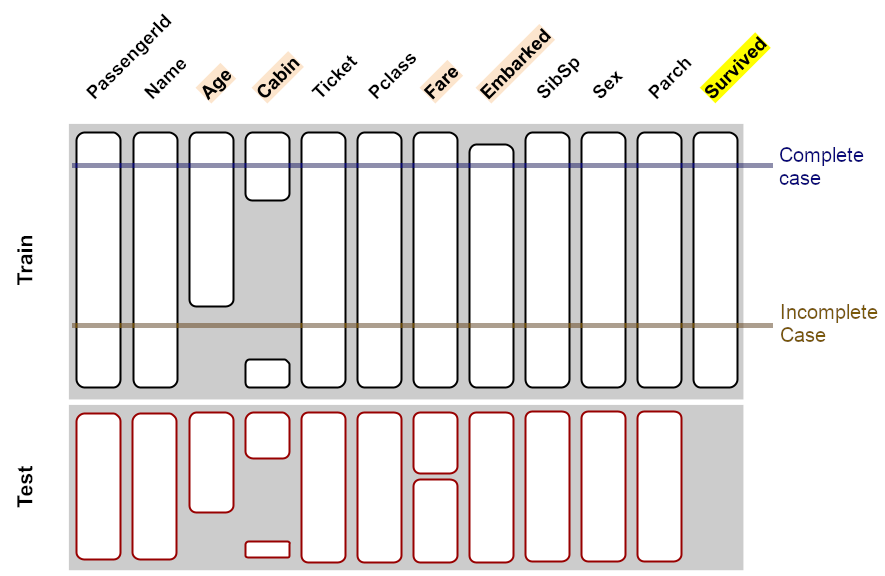 PassengerId
Name
Age
Cabin
Ticket
Pclass
Fare
Embarked
SibSp
Sex
Parch
Survived
Complete
case
Train
Incomplete
Case
Test